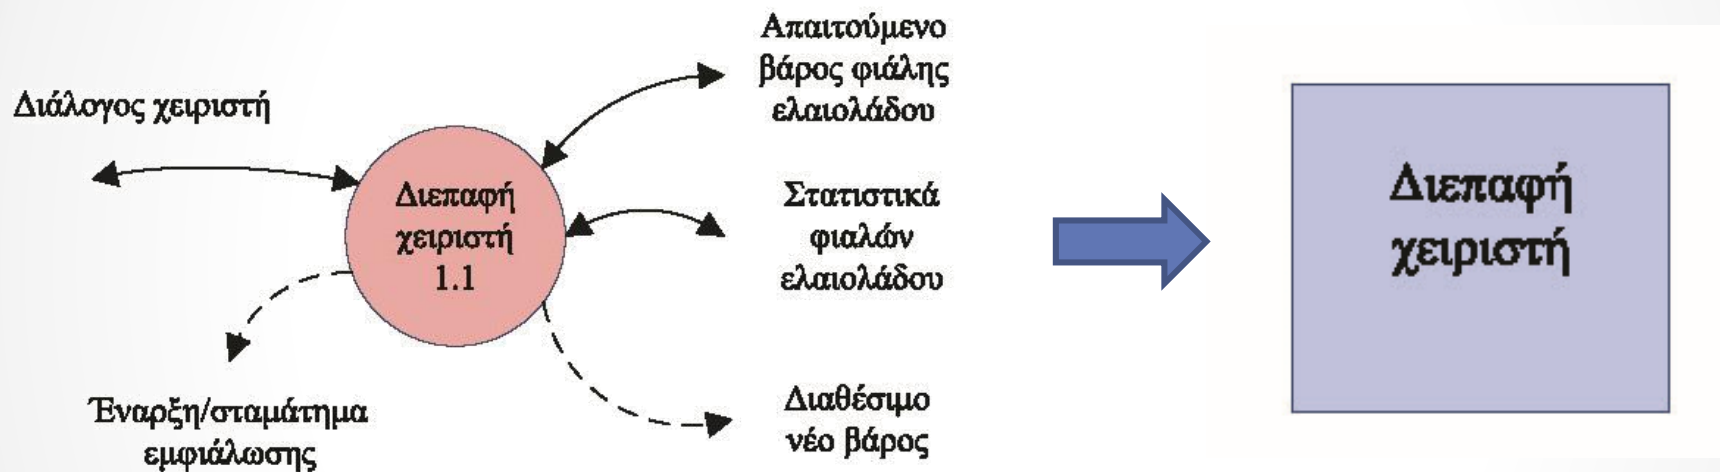 Διάλογος χειριστή
Απαιτούμενο
βάρος φιάλης
ελαιολάδου
Διεπαφή
χειριστή
1.1
Στατιστικά
φιαλών
ελαιολάδου
Έναρξη/σταμάτημα
εμφιάλωσης
Διαθέσιμο
νέο βάρος
Διεπαφή
χειριστή